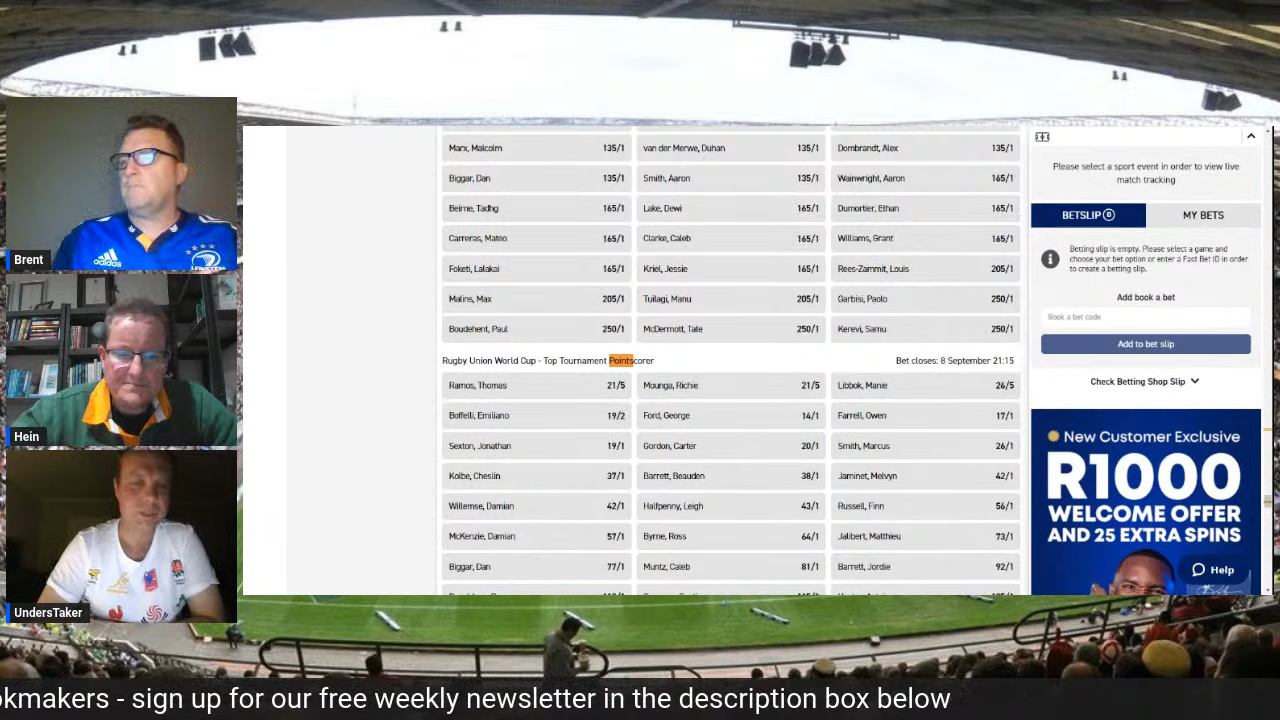 Brent
adidas
Hein
UndersTaker
Marx, Malcolm 135/1 van der Merwe, Duhan 135/1 Dombrandt, Alex 135/1
Biggar, Dan 135/1 Smith, Aaron 135/1 Wainwright, Aaron 165/1
Beirne, Tadhg 165/1 Lake, Dewi 165/1 Dumortier, Ethan 165/1
Carreras, Mateo 165/1 Clarke, Caleb 165/1 Williams, Grant 165/1
Foketi, Lalakai 165/1 Kriel, Jessie 165/1 Rees-Zammit, Louis 205/1
Malins, Max 205/1 Tuilagi, Manu 205/1 Garbisi, Paolo 250/1
Boudehent, Paul 250/1 McDermott, Tate 250/1 Kerevi, Samu 250/1
Rugby Union World Cup - Top Tournament Pointscorer Bet closes: 8 September 21:15
Ramos, Thomas 21/5 Mounga, Richie 21/5 Libbok, Manie 26/5
Boffelli, Emiliano 19/2 Ford, George 14/1 Farrell, Owen 17/1
Sexton, Jonathan 19/1 Gordon, Carter 20/1 Smith, Marcus 26/1
Kolbe, Cheslin 37/1 Barrett, Beauden 38/1 Jaminet, Melvyn 42/1
Willemse, Damian 42/1 Halfpenny, Leigh 43/1 Russell, Finn 56/1
McKenzie, Damian 57/1 Byrne, Ross 64/1 Jalibert, Matthieu 73/1
Biggar, Dan 77/1 Muntz, Caleb 81/1 Barrett, Jordie 92/1
Please select a sport event in order to view live
match tracking
BETSLIP 0 MY BETS
Betting slip is empty. Please select a game and
choose your bet option or enter a Fast Bet ID in order
to create a betting slip.
Add book a bet
Book a bet code
Add to bet slip
Check Betting Shop Slip
New Customer Exclusive
R1000
WELCOME OFFER
AND 25 EXTRA SPINS
Help
okmakers - sign up for our free weekly newsletter in the description box below